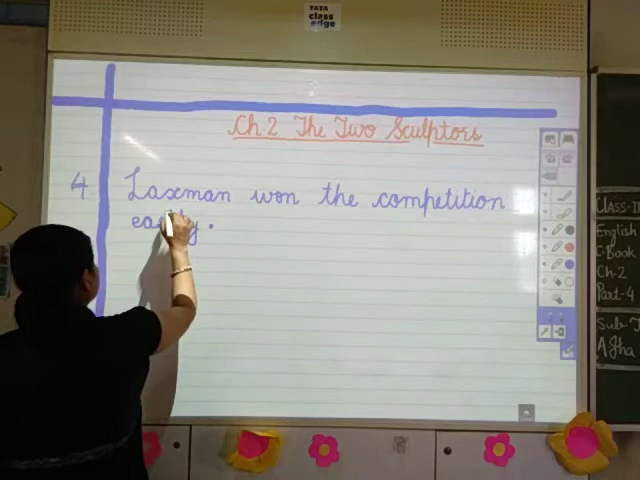 TATA
class
edge
Ch.2 The Two Sculptors
4. Laxman won the competition
easily.
CLASS-II
English
C.Book
Ch-2
Part-4
Sub-T